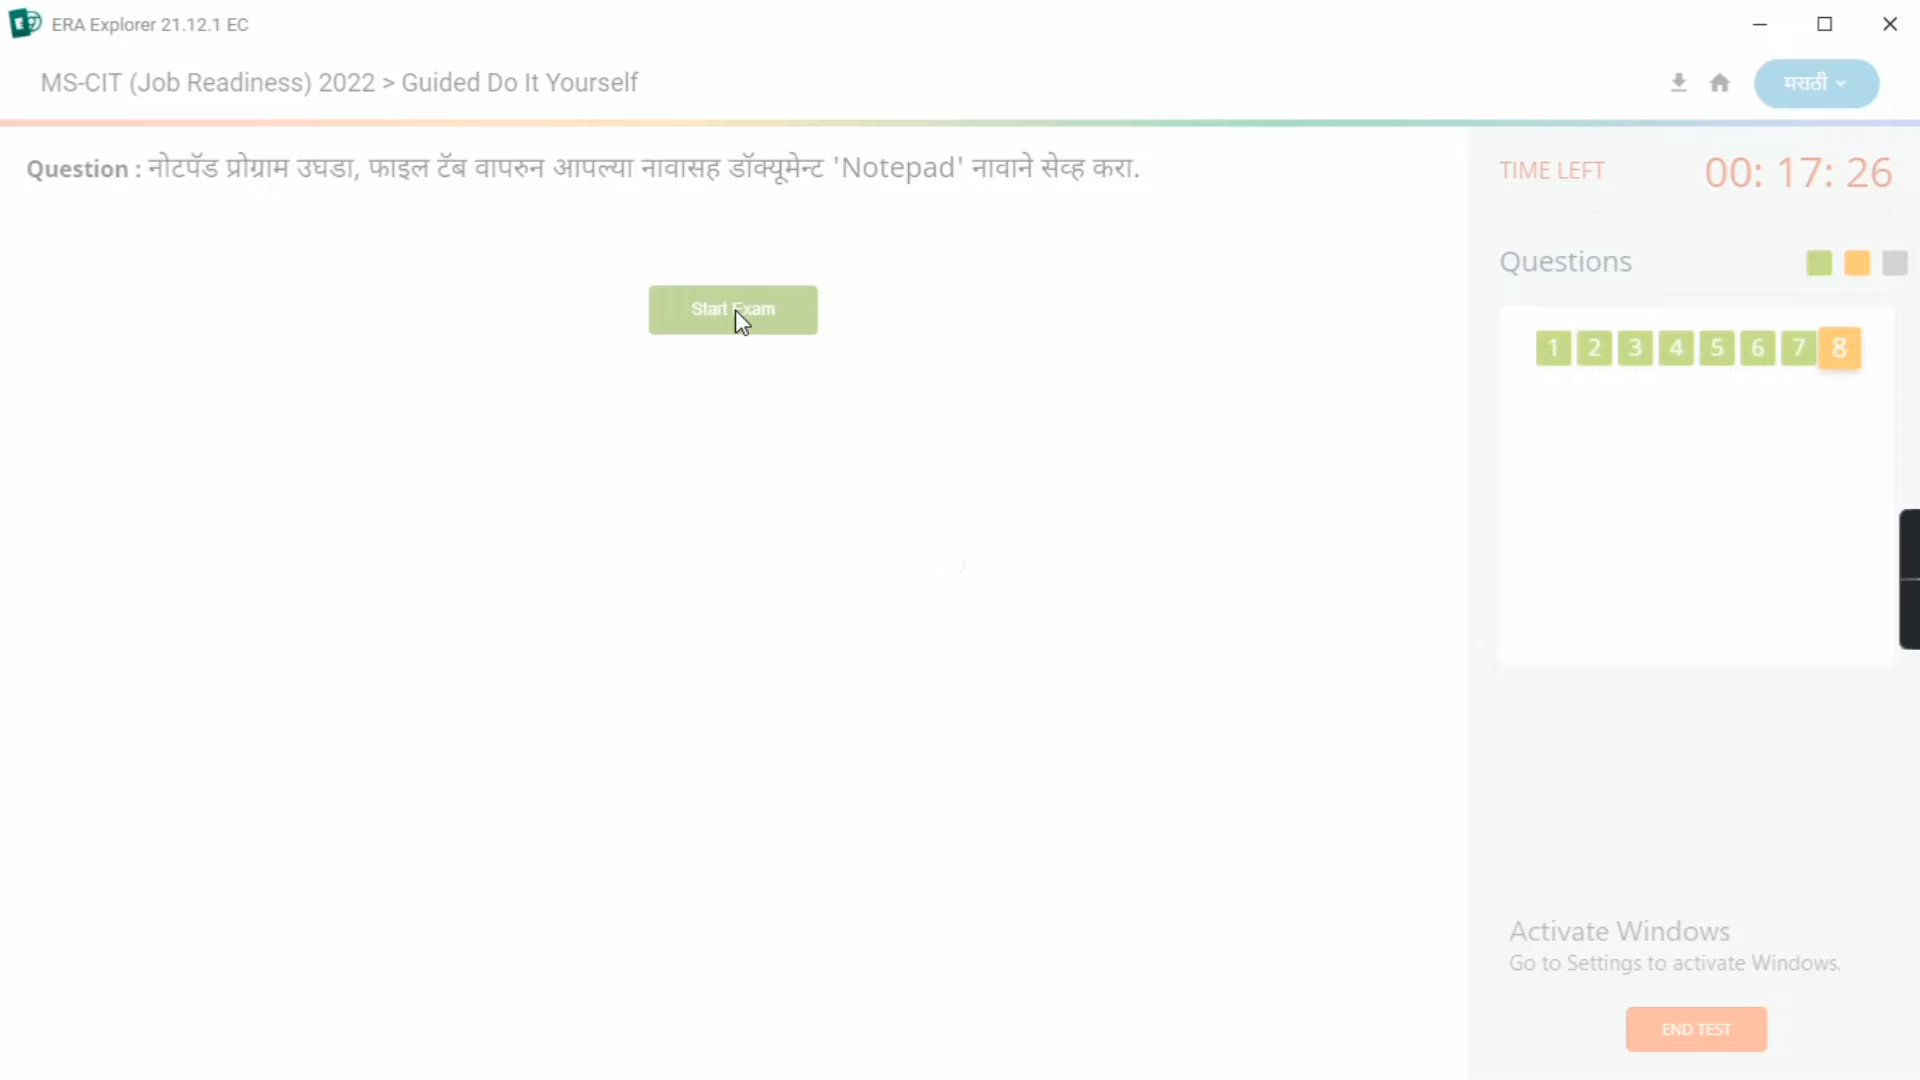 ERA Explorer 21.12.1 EC
MS-CIT (Job Readiness) 2022 > Guided Do It Yourself
मराठी
Question : नोटपॅड प्रोग्राम उघडा, फाइल टॅब वापरुन आपल्या नावासह डॉक्यूमेन्ट 'Notepad' नावाने सेव्ह करा.
TIME LEFT 00: 17: 26
Questions
Start Exam
1 2 3 4 5 6 7 8
Activate Windows
Go to Settings to activate Windows.
END TEST